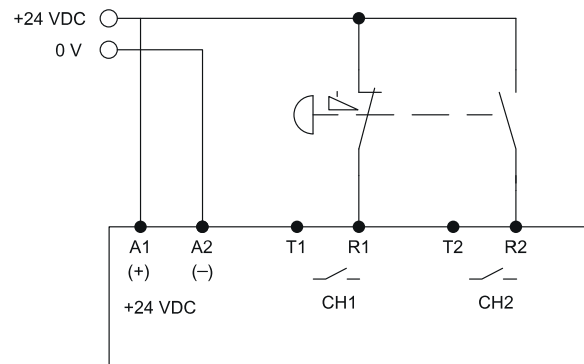 +24 VDC
0 V
A1 A2 T1 R1 T2 R2
(+) (–)
+24 VDC CH1 CH2